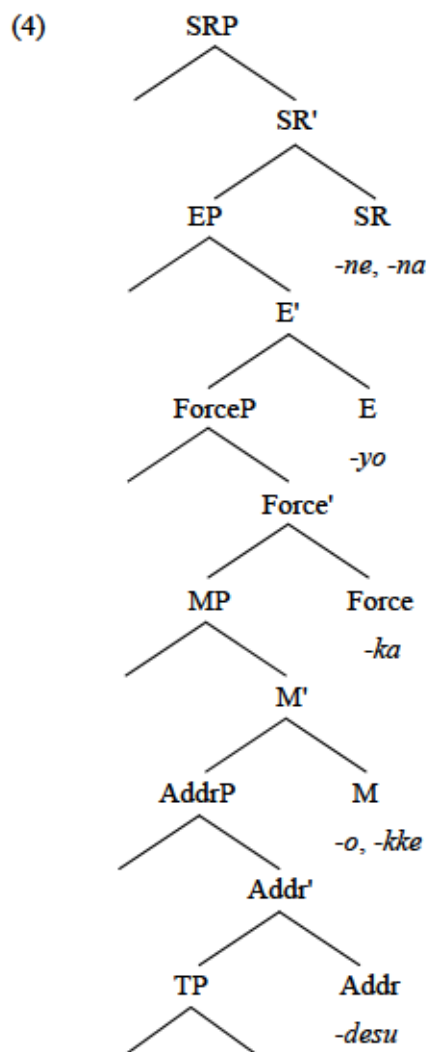 (4) SRP
SR'
EP SR
-ne, -na
E'
ForceP E
-yo
Force'
MP Force
-ka
M'
AddrP M
-o, -kke
Addr'
TP Addr
-desu